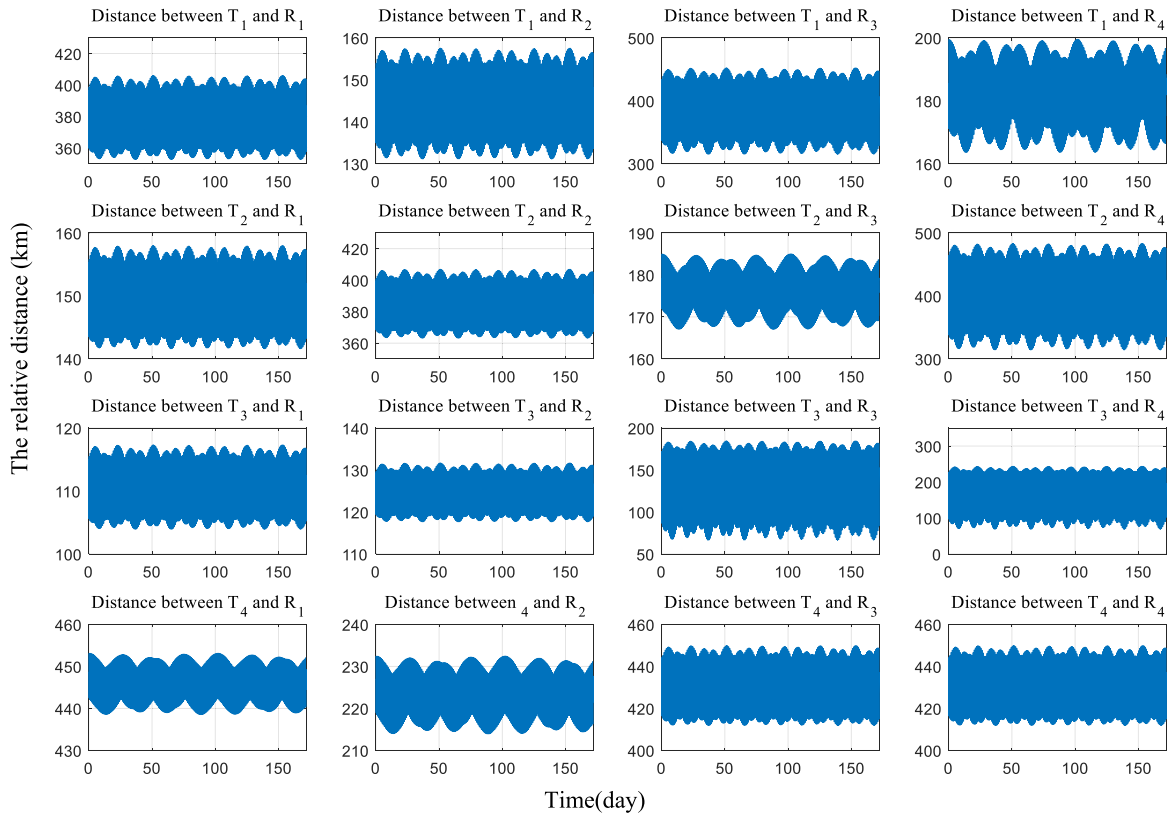 Distance between T1 and R1
Distance between T1 and R2
Distance between T1 and R3
Distance between T1 and R4
420
400
380
360
0 50 100 150
160
150
140
130
0 50 100 150
500
400
300
0 50 100 150
200
180
160
0 50 100 150
Distance between T2 and R1
Distance between T2 and R2
Distance between T2 and R3
Distance between T2 and R4
160
150
140
0 50 100 150
420
400
380
360
0 50 100 150
190
180
170
160
0 50 100 150
500
400
300
0 50 100 150
The relative distance (km)
Distance between T3 and R1
Distance between T3 and R2
Distance between T3 and R3
Distance between T3 and R4
120
110
100
0 50 100 150
140
130
120
110
0 50 100 150
200
150
100
50
0 50 100 150
300
200
100
0
0 50 100 150
Distance between T4 and R1
Distance between 4 and R2
Distance between T4 and R3
Distance between T4 and R4
460
450
440
430
0 50 100 150
240
230
220
210
0 50 100 150
460
440
420
400
0 50 100 150
460
440
420
400
0 50 100 150
Time(day)